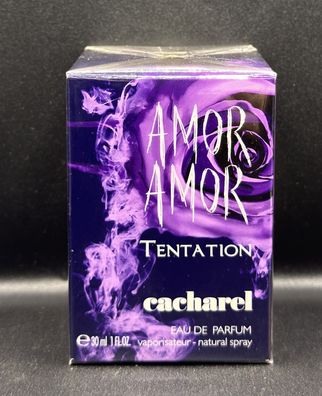 AMOR
AMOR
TENTATION
cacharel
EAU DE PARFUM
℮ 30 ml 1 FL.OZ. vaporisateur - natural spray